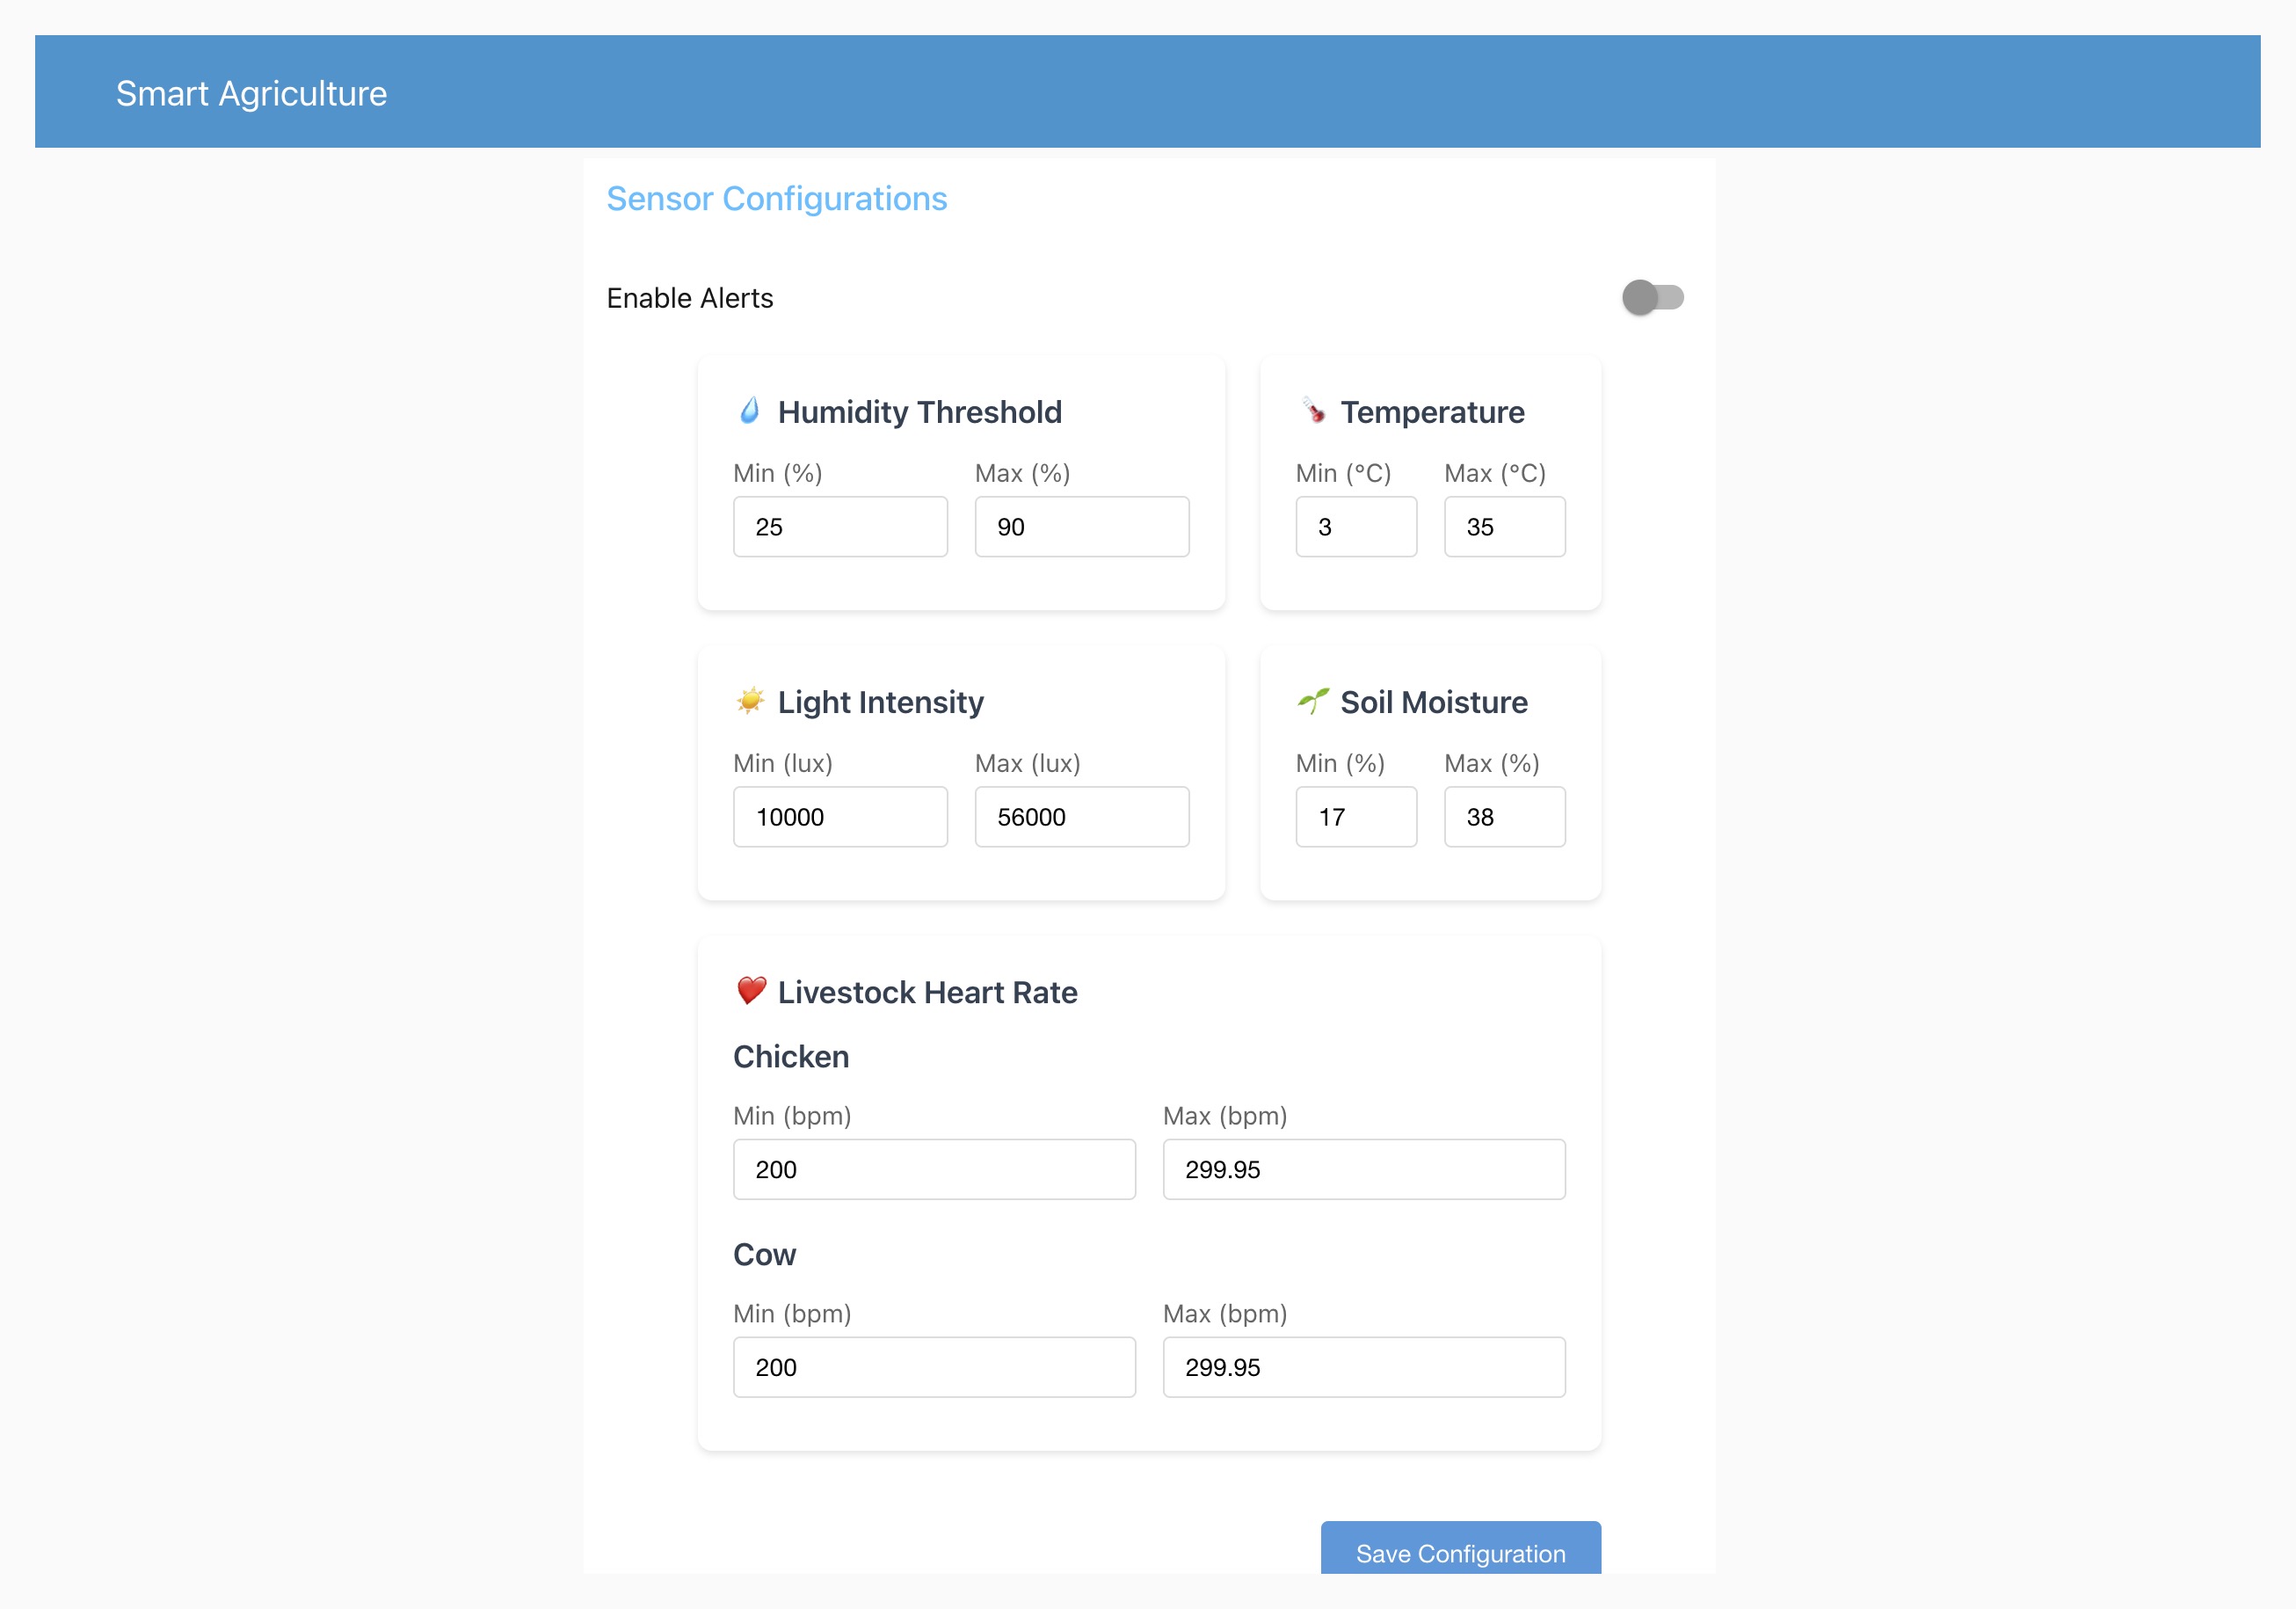 Smart Agriculture
Sensor Configurations
Enable Alerts
Humidity Threshold
Min (%) Max (%)
25 90
Temperature
Min (°C) Max (°C)
3 35
Light Intensity
Min (lux) Max (lux)
10000 56000
Soil Moisture
Min (%) Max (%)
17 38
Livestock Heart Rate
Chicken
Min (bpm) Max (bpm)
200 299.95
Cow
Min (bpm) Max (bpm)
200 299.95
Save Configuration